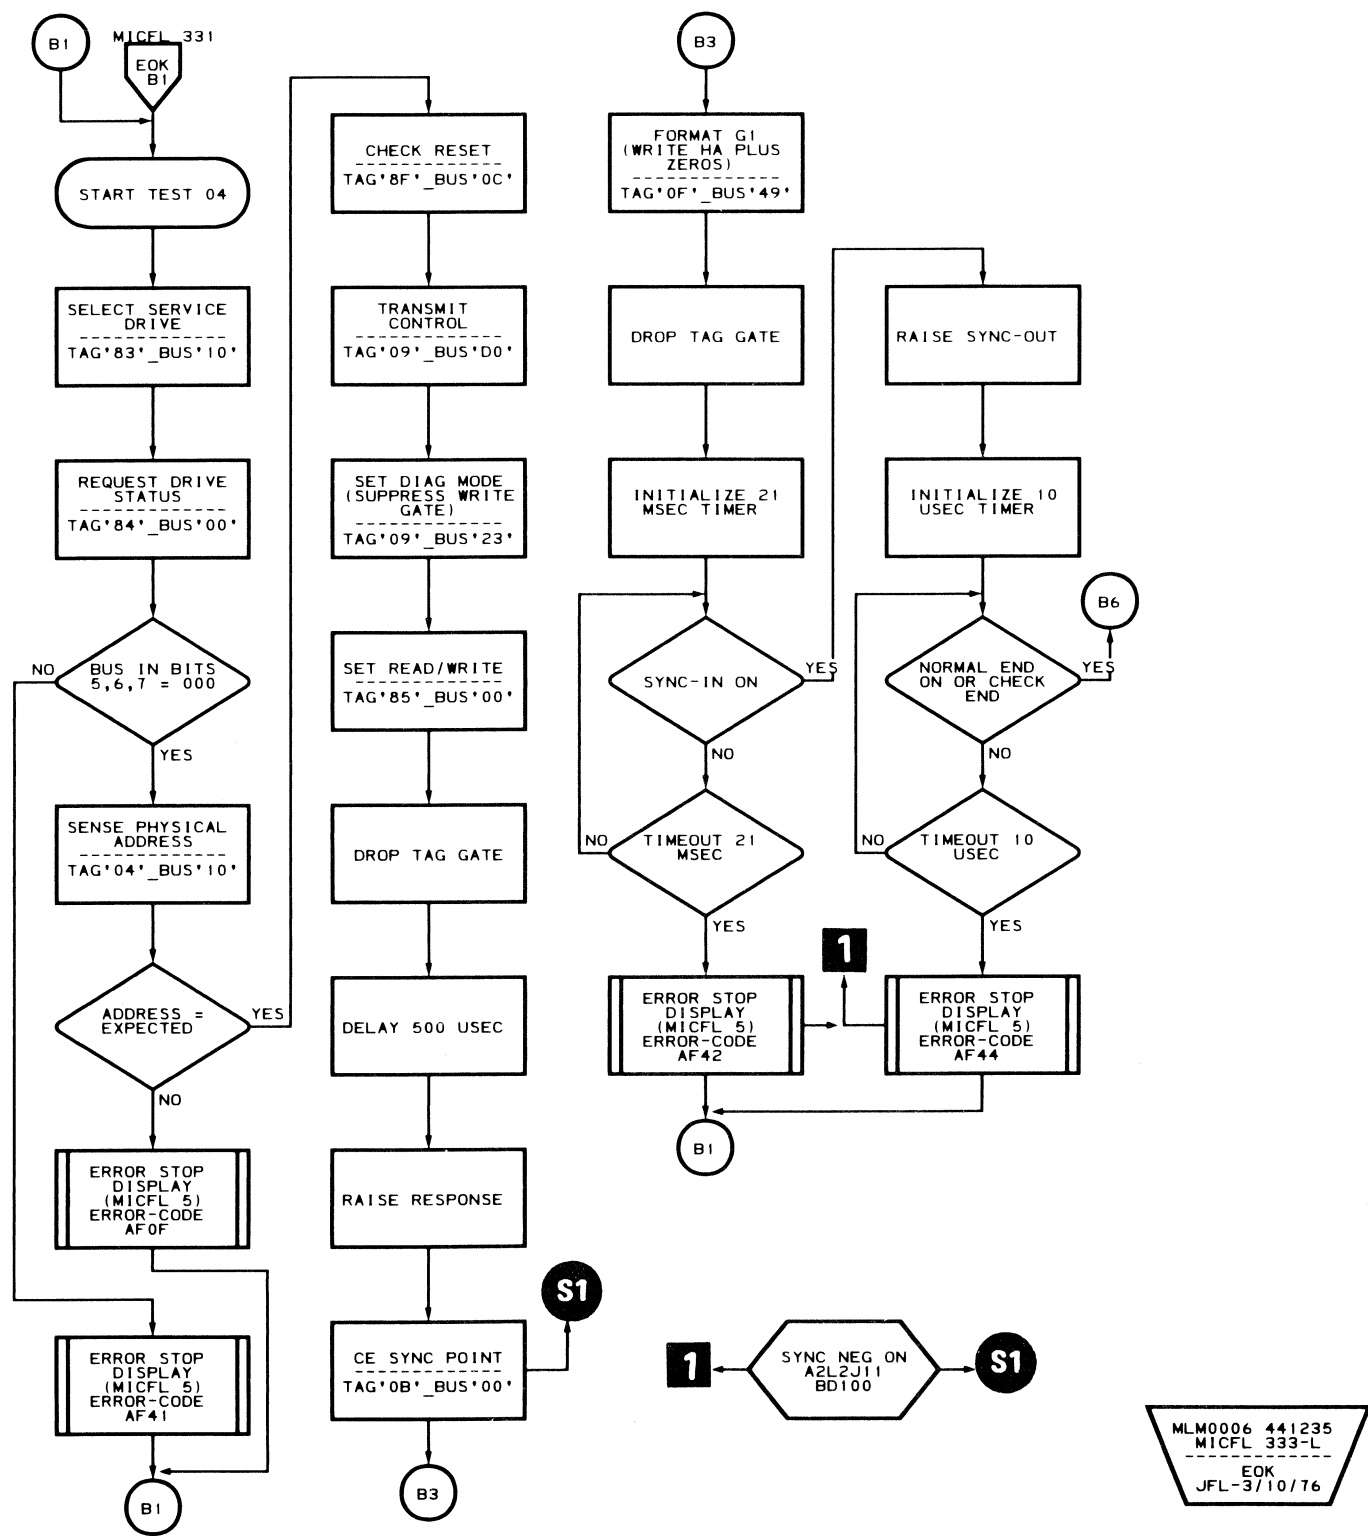 B1
MICFL 331
EOK
B1
START TEST 04
SELECT SERVICE
DRIVE
TAG'83'_BUS'10'
REQUEST DRIVE
STATUS
TAG'84'_BUS'00'
BUS IN BITS
5,6,7 = 000
NO
YES
SENSE PHYSICAL
ADDRESS
TAG'04'_BUS'10'
ADDRESS =
EXPECTED
YES
NO
ERROR STOP
DISPLAY
(MICFL 5)
ERROR-CODE
AF0F
ERROR STOP
DISPLAY
(MICFL 5)
ERROR-CODE
AF41
B1
CHECK RESET
TAG'8F'_BUS'0C'
TRANSMIT
CONTROL
TAG'09'_BUS'D0'
SET DIAG MODE
(SUPPRESS WRITE
GATE)
TAG'09'_BUS'23'
SET READ/WRITE
TAG'85'_BUS'00'
DROP TAG GATE
DELAY 500 USEC
RAISE RESPONSE
CE SYNC POINT
TAG'0B'_BUS'00'
S1
B3
B3
FORMAT G1
(WRITE HA PLUS
ZEROS)
TAG'0F'_BUS'49'
DROP TAG GATE
INITIALIZE 21
MSEC TIMER
SYNC-IN ON
YES
NO
TIMEOUT 21
MSEC
NO
YES
ERROR STOP
DISPLAY
(MICFL 5)
ERROR-CODE
AF42
B1
1
RAISE SYNC-OUT
INITIALIZE 10
USEC TIMER
NORMAL END
ON OR CHECK
END
YES
B6
NO
TIMEOUT 10
USEC
NO
YES
ERROR STOP
DISPLAY
(MICFL 5)
ERROR-CODE
AF44
1
SYNC NEG ON
A2L2J11
BD100
S1
MLM0006 441235
MICFL 333-L
EOK
JFL-3/10/76